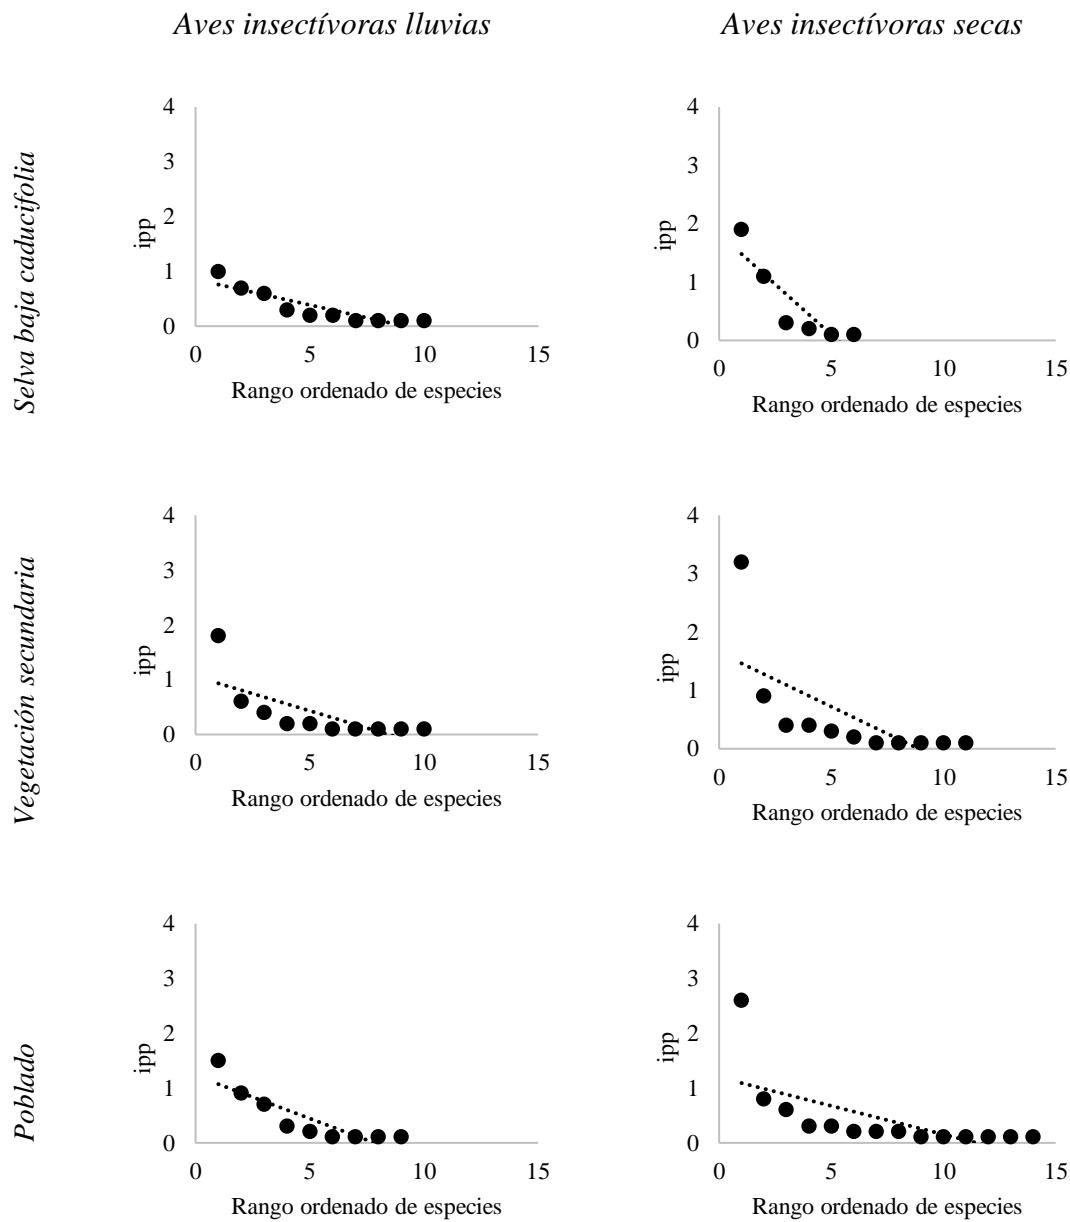 Aves insectívoras lluvias
Aves insectívoras secas
Selva baja caducifolia
4
3
2
1
0
ipp
0 5 10 15
Rango ordenado de especies
4
3
2
1
0
ipp
0 5 10 15
Rango ordenado de especies
Vegetación secundaria
4
3
2
1
0
ipp
0 5 10 15
Rango ordenado de especies
4
3
2
1
0
ipp
0 5 10 15
Rango ordenado de especies
Poblado
4
3
2
1
0
ipp
0 5 10 15
Rango ordenado de especies
4
3
2
1
0
ipp
0 5 10 15
Rango ordenado de especies